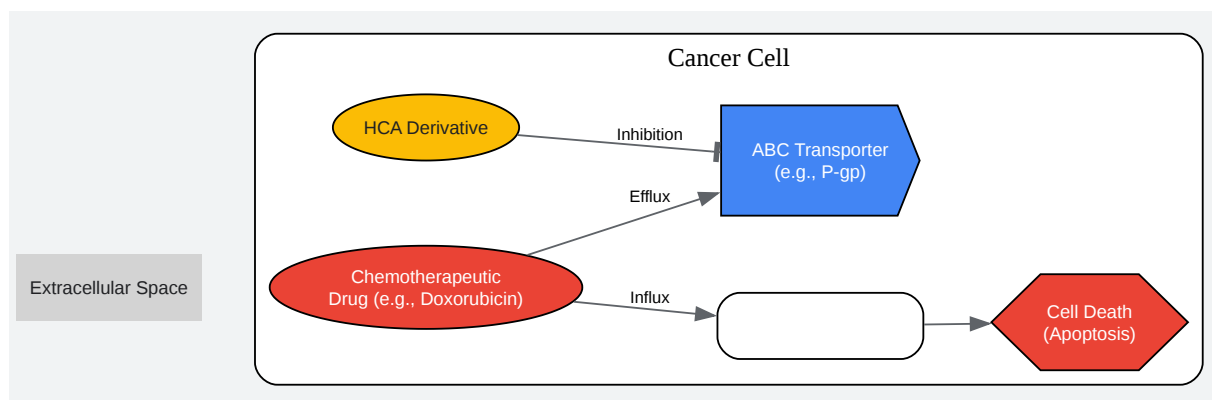 Cancer Cell
HCA Derivative
Inhibition
ABC Transporter
(e.g., P-gp)
Efflux
Extracellular Space
Chemotherapeutic
Drug (e.g., Doxorubicin)
Influx
Cell Death
(Apoptosis)